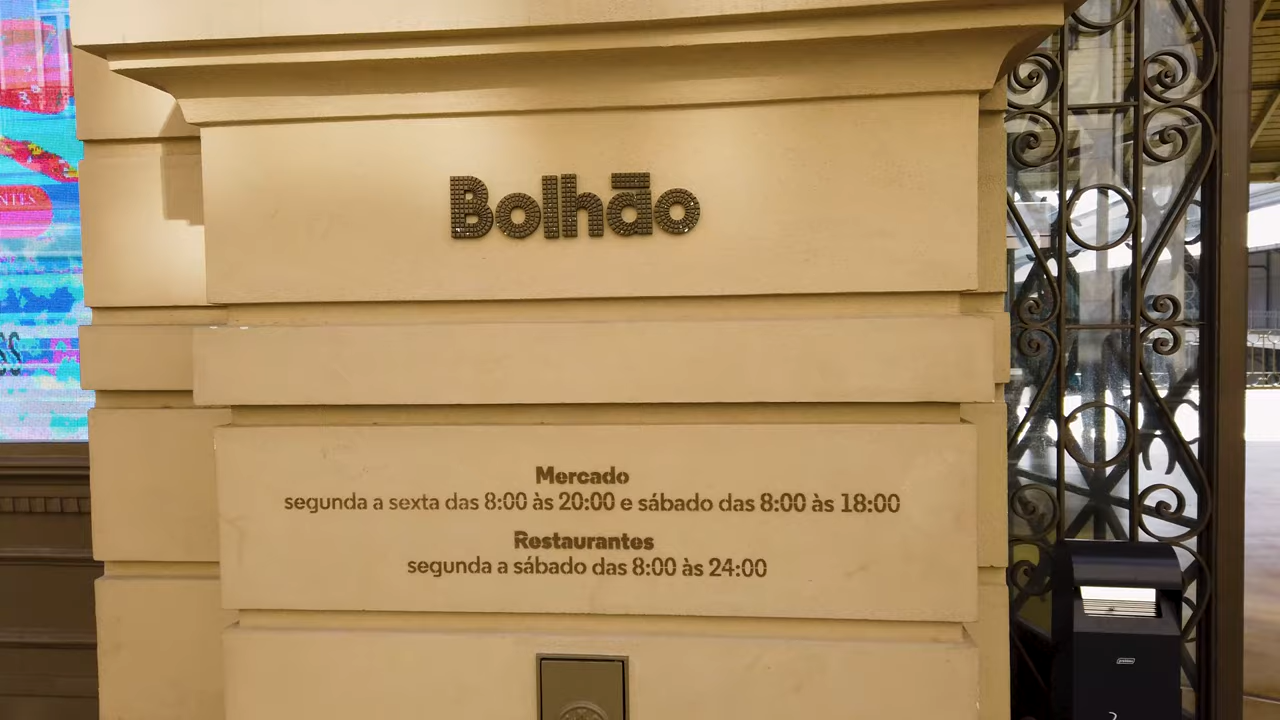 Bolhão
Mercado
segunda a sexta das 8:00 às 20:00 e sábado das 8:00 às 18:00
Restaurantes
segunda a sábado das 8:00 às 24:00